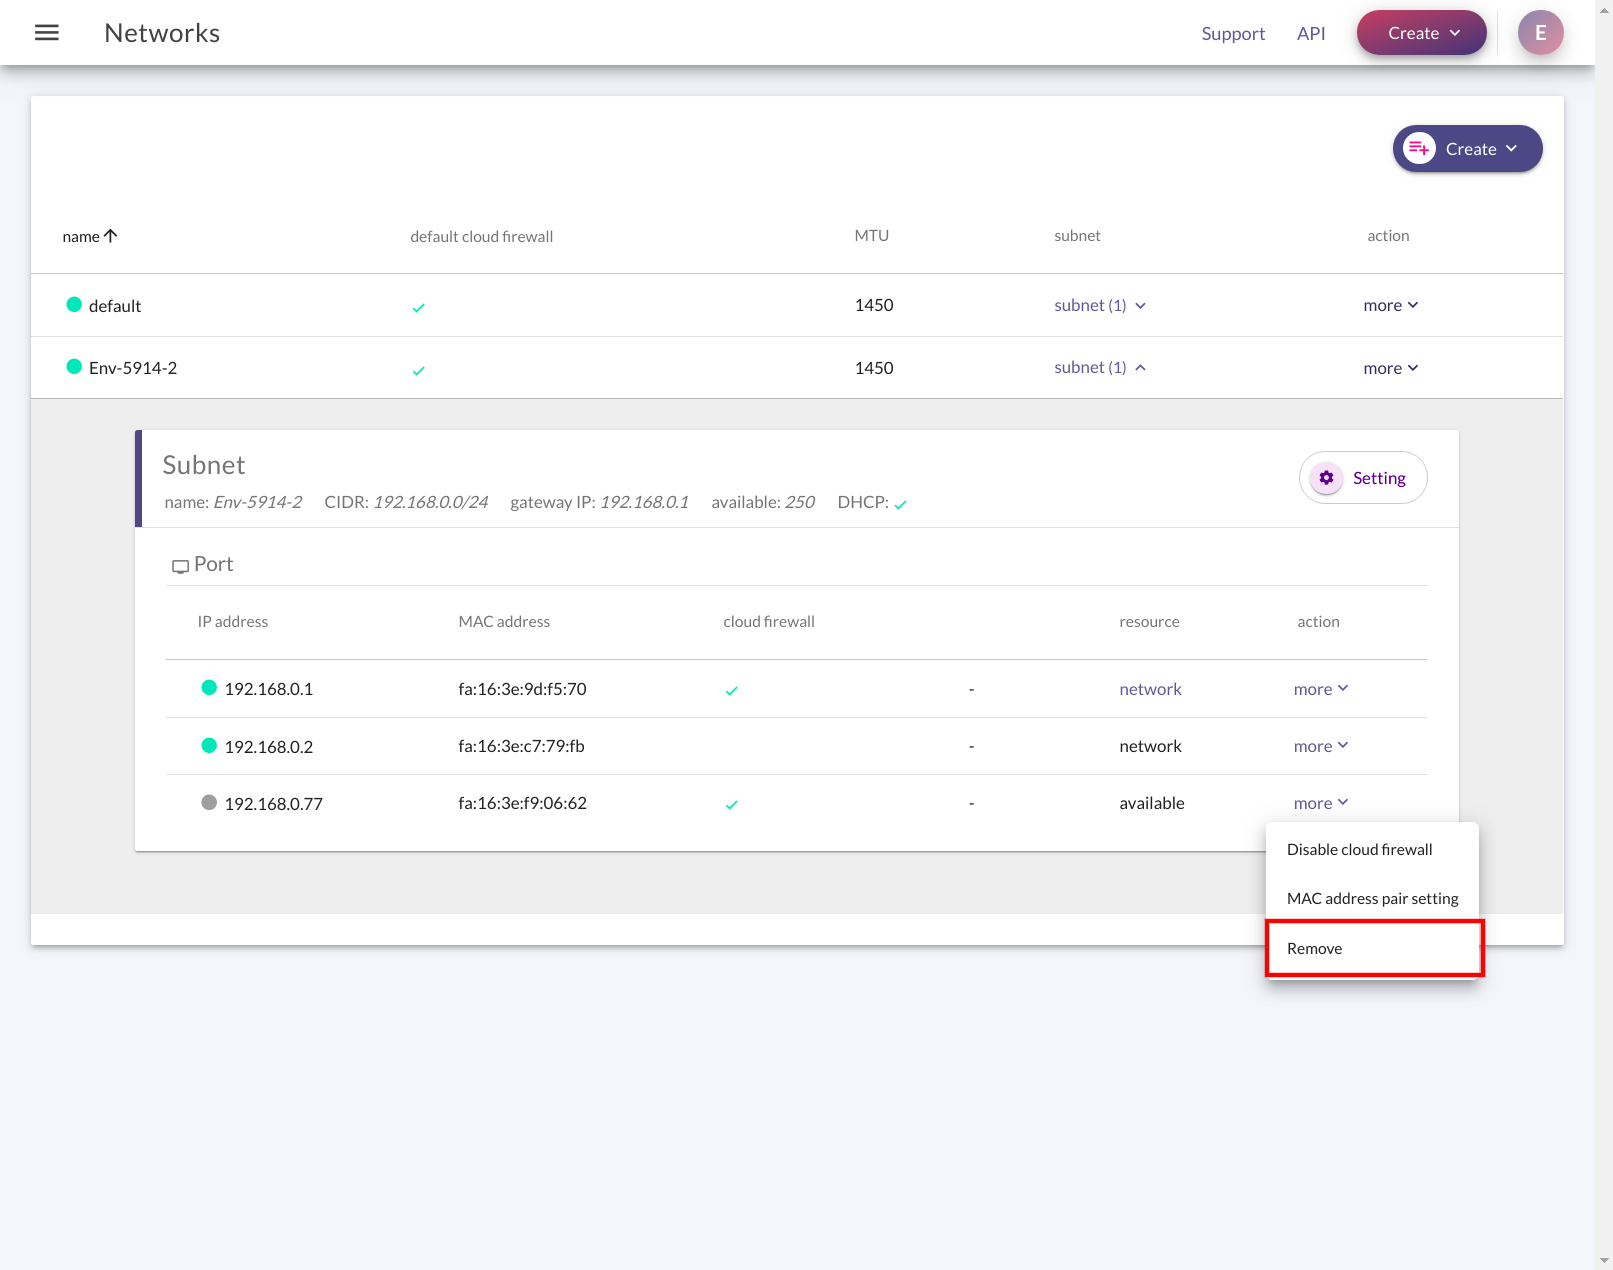 Networks
Support API Create E
Create
name default cloud firewall MTU subnet action
default 1450 subnet (1) more
Env-5914-2 1450 subnet (1) more
Subnet
Setting
name: Env-5914-2 CIDR: 192.168.0.0/24 gateway IP: 192.168.0.1 available: 250 DHCP:
Port
IP address MAC address cloud firewall resource action
192.168.0.1 fa:16:3e:9d:f5:70 - network more
192.168.0.2 fa:16:3e:c7:79:fb - network more
192.168.0.77 fa:16:3e:f9:06:62 - available more
Disable cloud firewall
MAC address pair setting
Remove